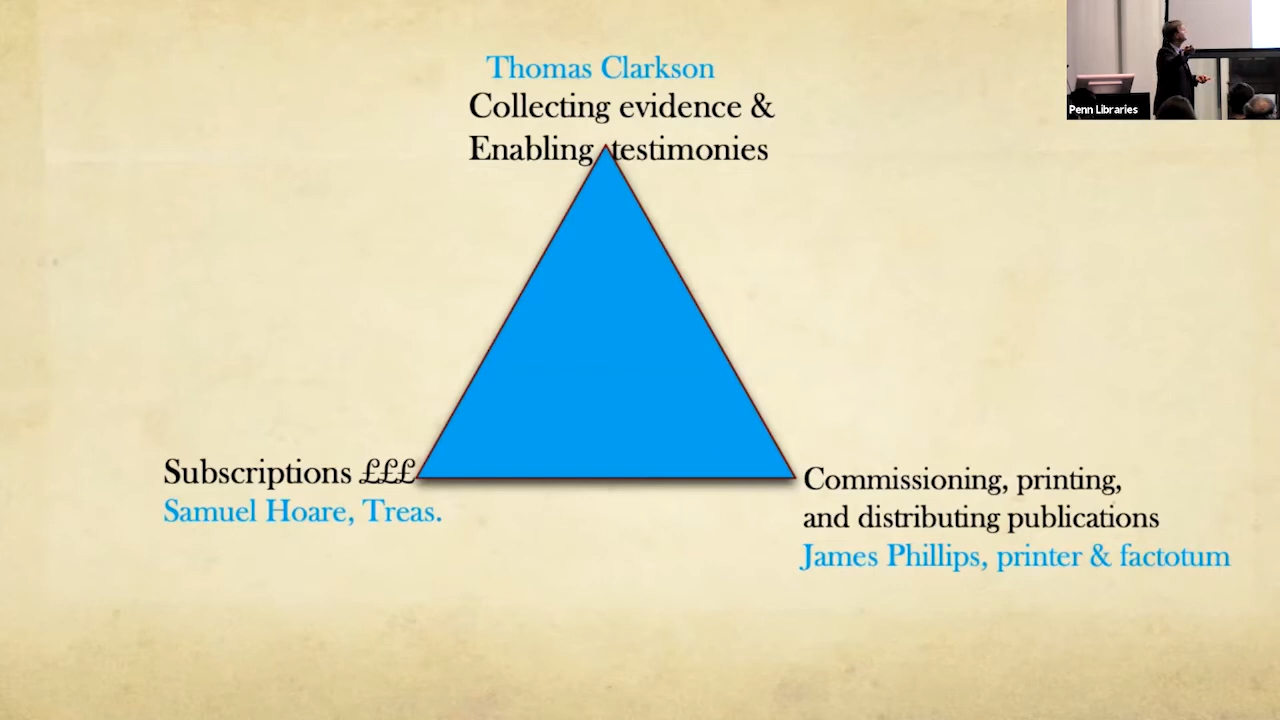 Thomas Clarkson
Collecting evidence &
Enabling testimonies
Subscriptions £££
Samuel Hoare, Treas.
Commissioning, printing,
and distributing publications
James Phillips, printer & factotum
Penn Libraries